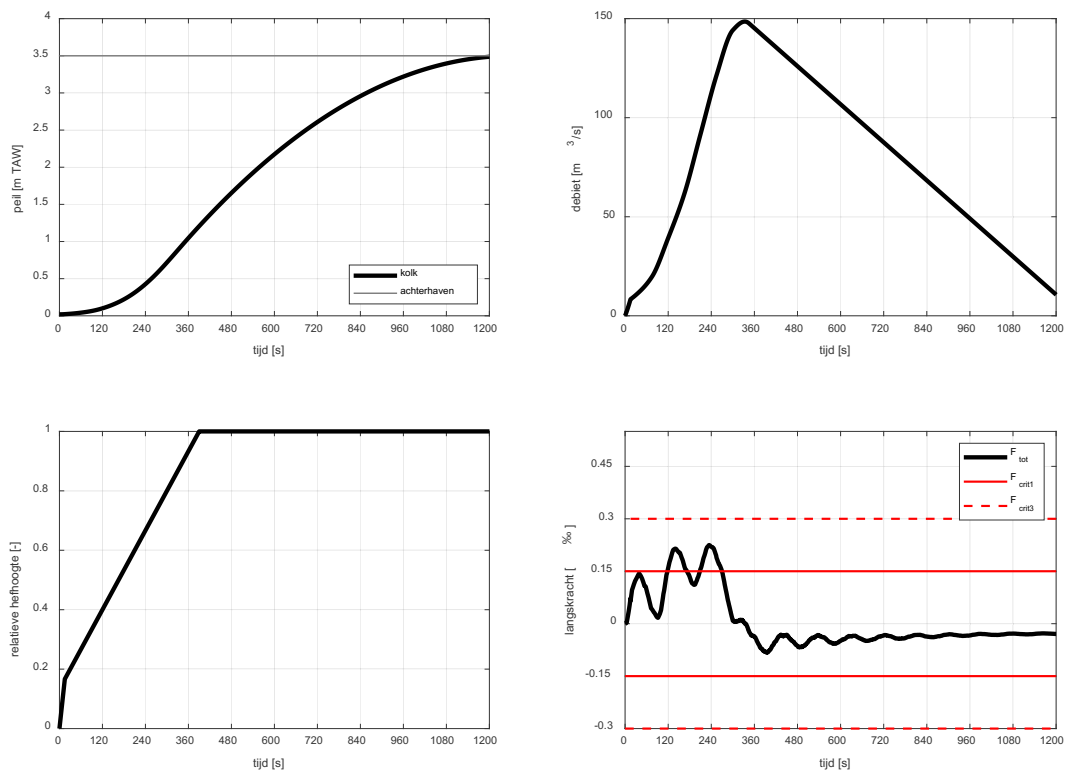 4
3.5
3
2.5
2
1.5
1
0.5
0
peil [m TAW]
kolk
achterhaven
0 120 240 360 480 600 720 840 960 1080 1200
tijd [s]
150
100
50
0
debiet [m 3/s]
0 120 240 360 480 600 720 840 960 1080 1200
tijd [s]
1
0.8
0.6
0.4
0.2
0
relatieve hefhoogte [-]
0 120 240 360 480 600 720 840 960 1080 1200
tijd [s]
0.45
0.3
0.15
0
-0.15
-0.3
langskracht [ ‰ ]
F tot
F crit1
F crit3
0 120 240 360 480 600 720 840 960 1080 1200
tijd [s]